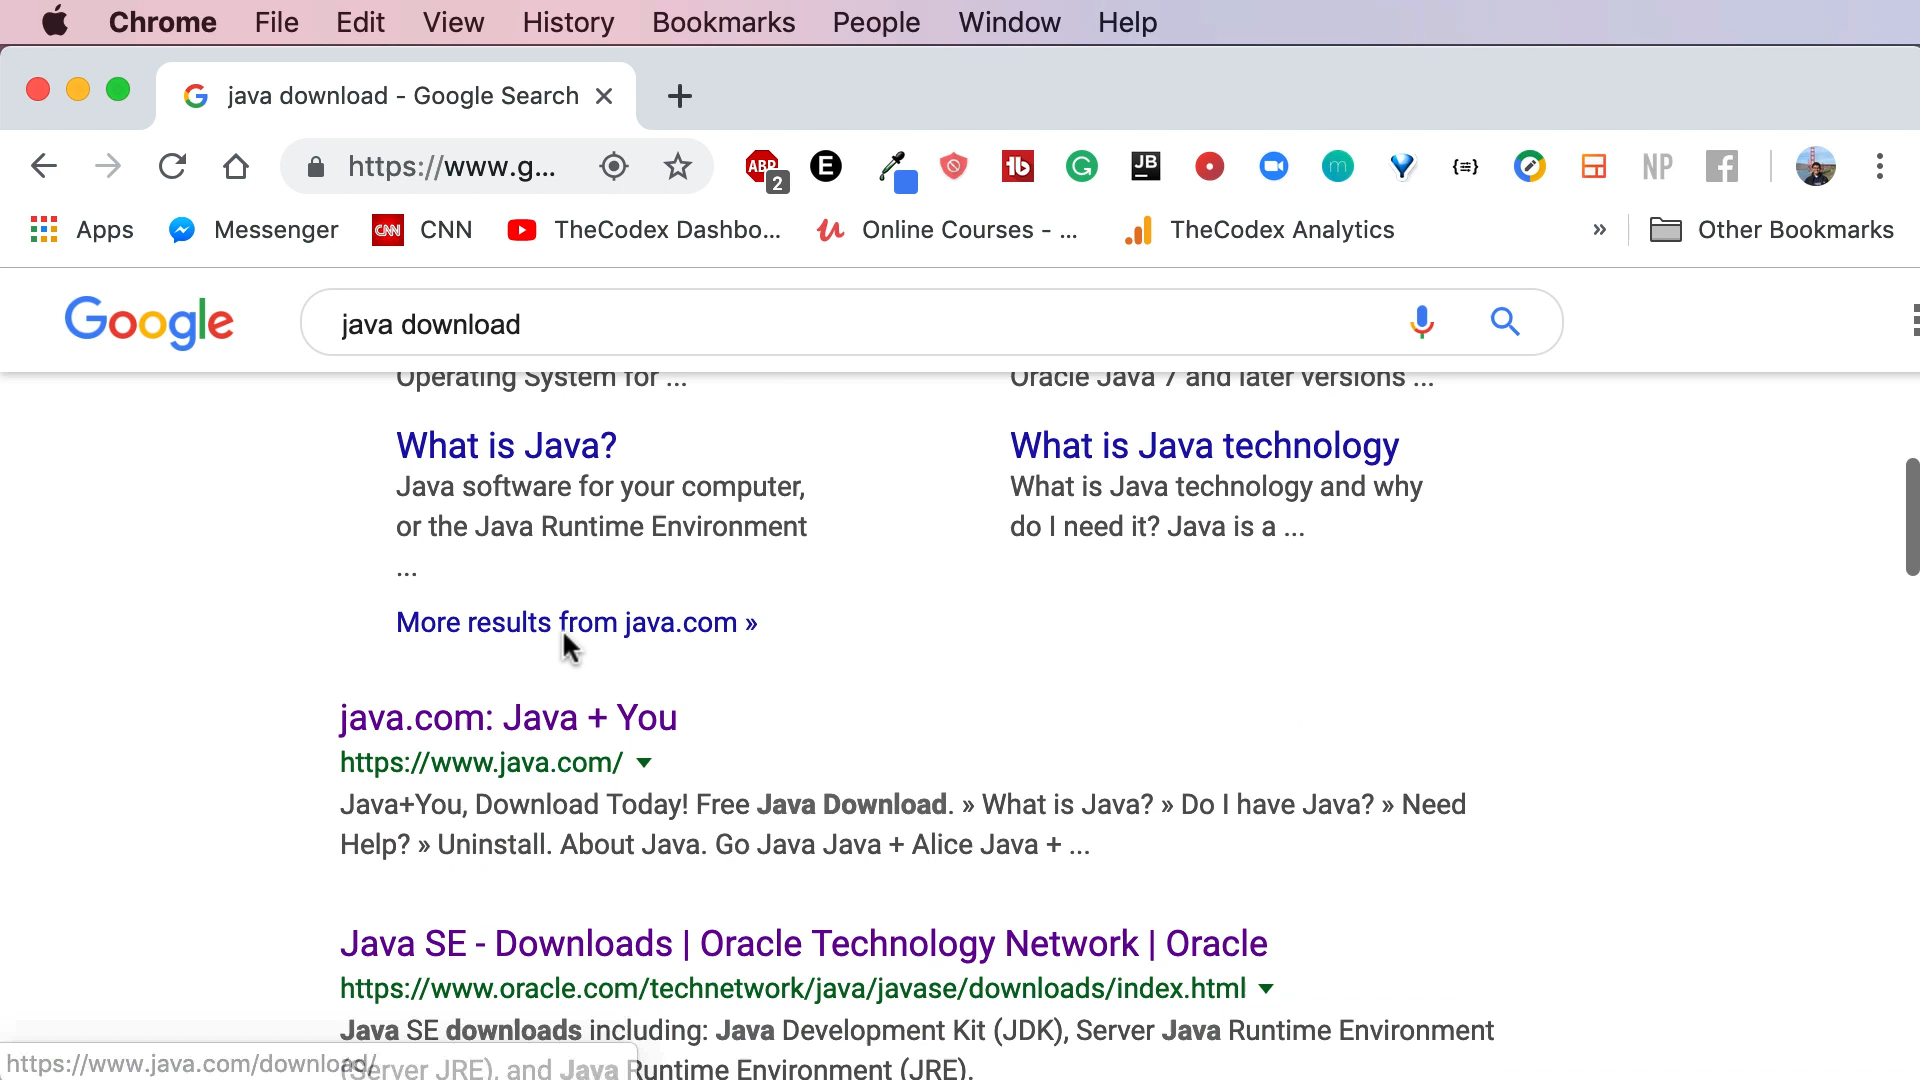 Chrome File Edit View History Bookmarks People Window Help
java download - Google Search
https://www.g...
ABP 2 E tb G JB m {=} NP f
Apps Messenger CNN CNN TheCodex Dashbo... Online Courses - ... TheCodex Analytics » Other Bookmarks
Google java download
Operating System for ... Oracle Java 7 and later versions ...
What is Java? What is Java technology
Java software for your computer, What is Java technology and why
or the Java Runtime Environment do I need it? Java is a ...
...
More results from java.com »
java.com: Java + You
https://www.java.com/
Java+You, Download Today! Free Java Download. » What is Java? » Do I have Java? » Need
Help? » Uninstall. About Java. Go Java Java + Alice Java + ...
Java SE - Downloads | Oracle Technology Network | Oracle
https://www.oracle.com/technetwork/java/javase/downloads/index.html
Java SE downloads including: Java Development Kit (JDK), Server Java Runtime Environment
(Server JRE), and Java Runtime Environment (JRE).
https://www.java.com/download/